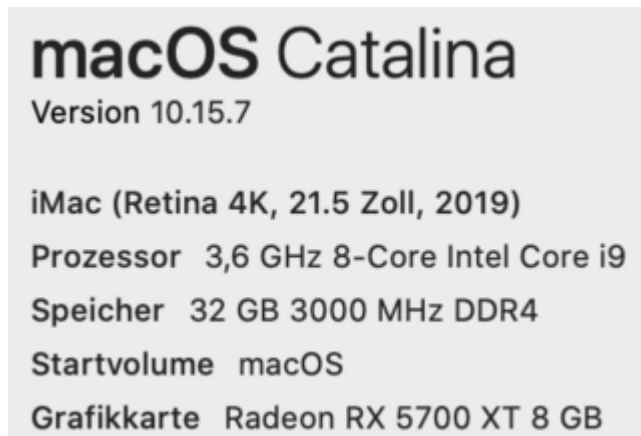 macOS Catalina
Version 10.15.7
iMac (Retina 4K, 21.5 Zoll, 2019)
Prozessor 3,6 GHz 8-Core Intel Core i9
Speicher 32 GB 3000 MHz DDR4
Startvolume macOS
Grafikkarte Radeon RX 5700 XT 8 GB